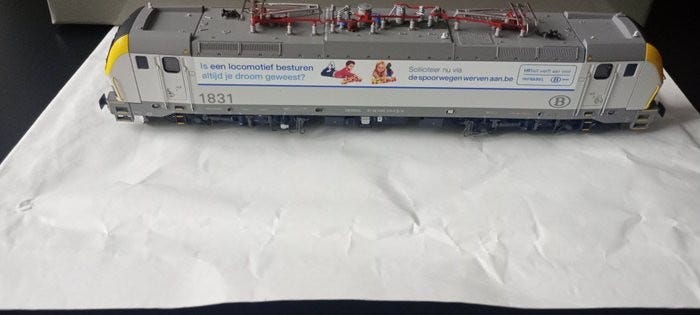 Is een locomotief besturen
altijd je droom geweest?
Solliciteer nu via
despoorwegenwervenaan.be
1831
B